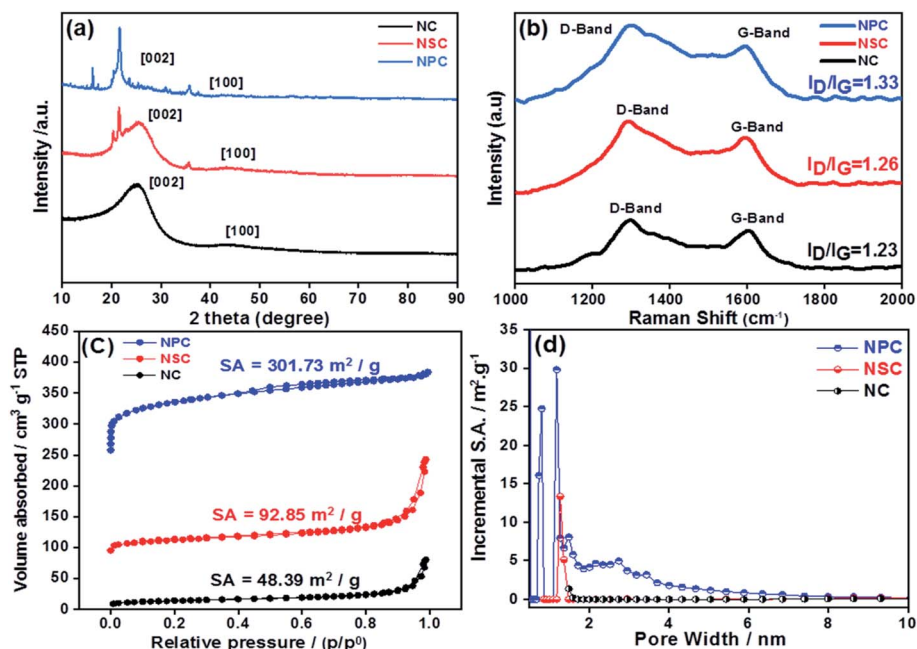 (a)
NC
NSC
NPC
[002]
[100]
[002]
[100]
[002]
[100]
Intensity /a.u.
10 20 30 40 50 60 70 80 90
2 theta (degree)
(b)
NPC
NSC
NC
D-Band
G-Band
ID/IG=1.33
D-Band
G-Band
ID/IG=1.26
D-Band
G-Band
ID/IG=1.23
Intensity (a.u)
1000 1200 1400 1600 1800 2000
Raman Shift (cm⁻¹)
(C)
NPC
NSC
NC
SA = 301.73 m² / g
SA = 92.85 m² / g
SA = 48.39 m² / g
Volume absorbed / cm³ g⁻¹ STP
450
400
350
300
250
200
150
100
50
0
0.0 0.2 0.4 0.6 0.8 1.0
Relative pressure / (p/p⁰)
(d)
NPC
NSC
NC
Incremental S.A. / m².g⁻¹
35
30
25
20
15
10
5
0
2 4 6 8 10
Pore Width / nm